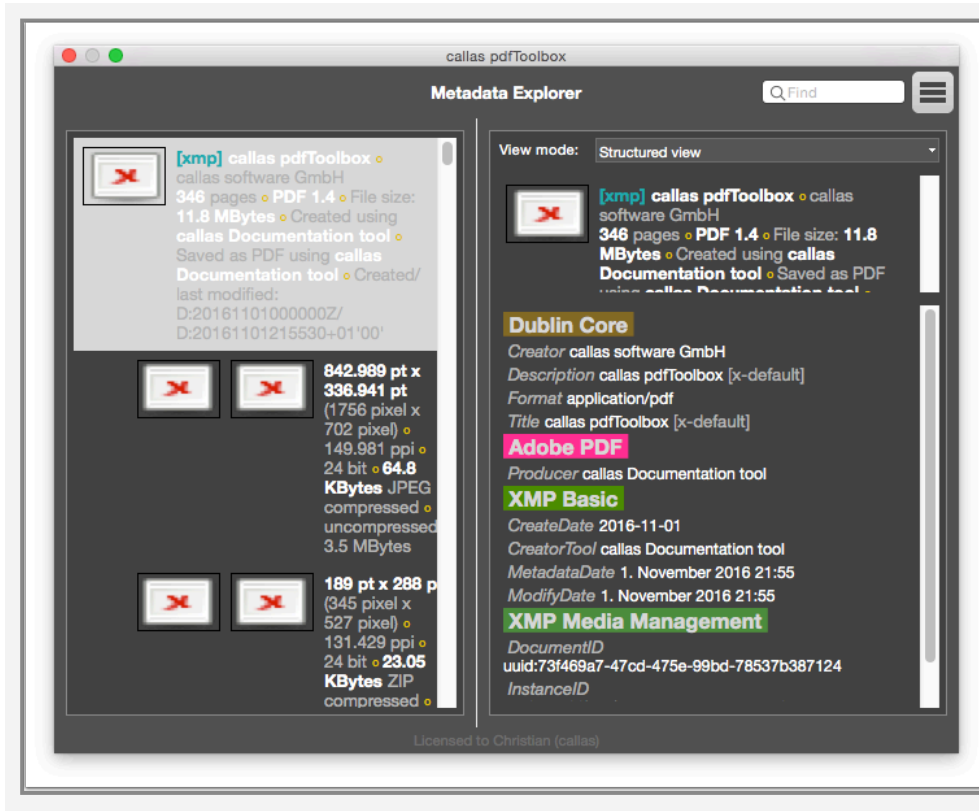 callas pdfToolbox
Metadata Explorer
Find
[xmp] callas pdfToolbox
callas software GmbH
346 pages o PDF 1.4 o File size:
11.8 MBytes o Created using
callas Documentation tool o
Saved as PDF using callas
Documentation tool o Created/
last modified:
D:20161101000000Z/
D:20161101215530+01'00'
842.989 pt x
336.941 pt
(1756 pixel x
702 pixel) o
149.981 ppi o
24 bit o 64.8
KBytes JPEG
compressed o
uncompressed
3.5 MBytes
189 pt x 288 p
(345 pixel x
527 pixel) o
131.429 ppi o
24 bit o 23.05
KBytes ZIP
compressed o
View mode: Structured view
[xmp] callas pdfToolbox o callas
software GmbH
346 pages o PDF 1.4 o File size: 11.8
MBytes o Created using callas
Documentation tool o Saved as PDF
using callas Documentation tool o
Dublin Core
Creator callas software GmbH
Description callas pdfToolbox [x-default]
Format application/pdf
Title callas pdfToolbox [x-default]
Adobe PDF
Producer callas Documentation tool
XMP Basic
CreateDate 2016-11-01
CreatorTool callas Documentation tool
MetadataDate 1. November 2016 21:55
ModifyDate 1. November 2016 21:55
XMP Media Management
DocumentID
uuid:73f469a7-47cd-475e-99bd-78537b387124
InstanceID
Licensed to Christian (callas)